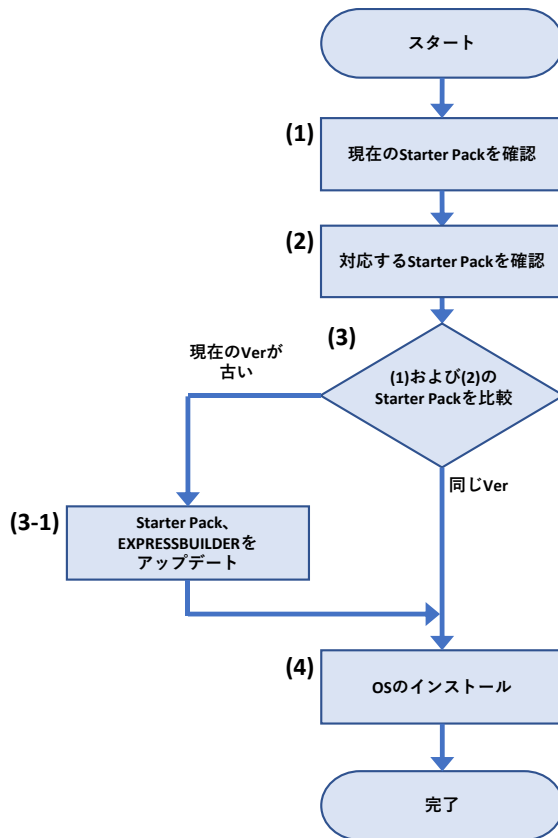 スタート
(1)
現在のStarter Packを確認
(2)
対応するStarter Packを確認
(3)
(1)および(2)の
Starter Packを比較
現在のVerが
古い
同じVer
(3-1)
Starter Pack、
EXPRESSBUILDERを
アップデート
(4)
OSのインストール
完了